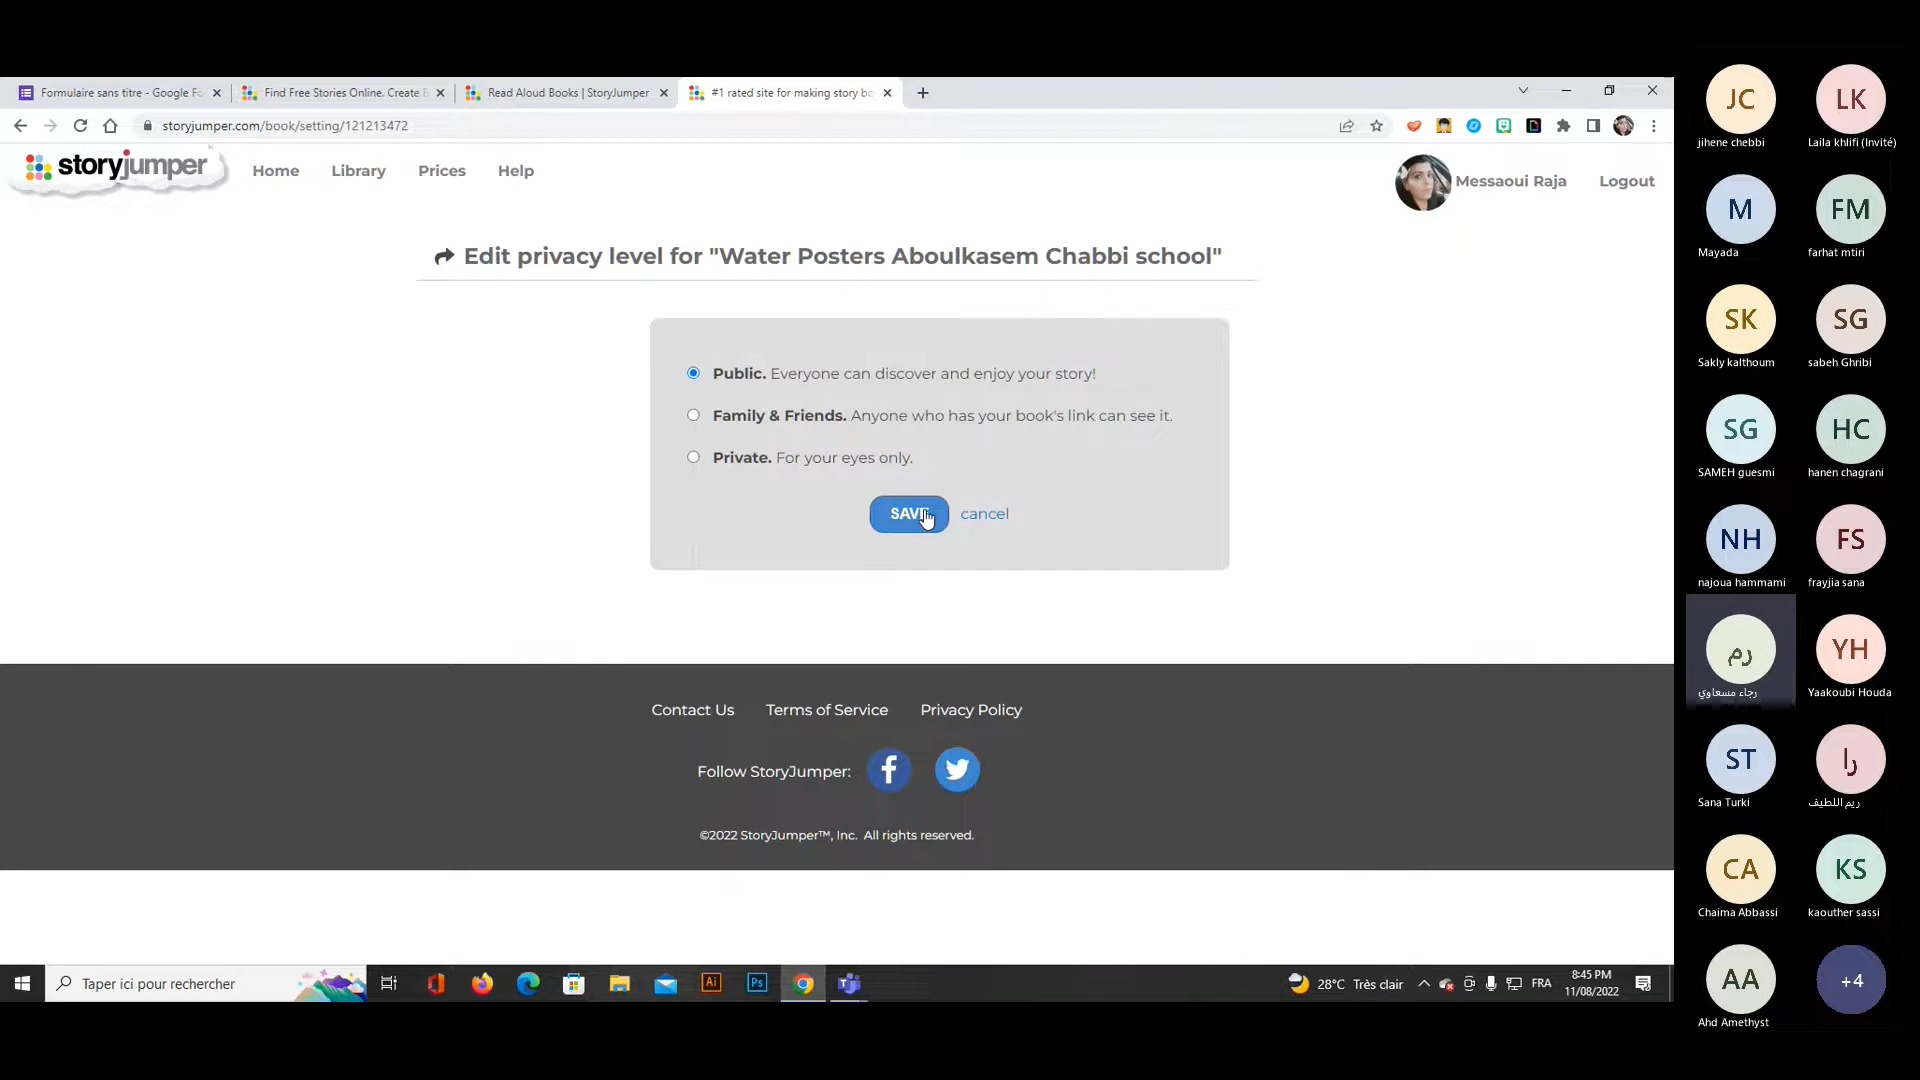 Formulaire sans titre - Google Fo
Find Free Stories Online. Create B
Read Aloud Books | StoryJumper
#1 rated site for making story bo
storyjumper.com/book/setting/121213472
storyjumper
Home
Library
Prices
Help
Messaoui Raja
Logout
Edit privacy level for "Water Posters Aboulkasem Chabbi school"
Public. Everyone can discover and enjoy your story!
Family & Friends. Anyone who has your book's link can see it.
Private. For your eyes only.
SAVE
cancel
Contact Us
Terms of Service
Privacy Policy
Follow StoryJumper:
©2022 StoryJumper™, Inc. All rights reserved.
Taper ici pour rechercher
Ai
Ps
28°C Très clair
FRA
8:45 PM
11/08/2022
JC
jihene chebbi
LK
Laila khlifi (Invité)
M
Mayada
FM
farhat mtiri
SK
Sakly kalthoum
SG
sabeh Ghribi
SG
SAMEH guesmi
HC
hanen chagrani
NH
najoua hammami
FS
frayjia sana
رم
رجاء مسعاوي
YH
Yaakoubi Houda
ST
Sana Turki
را
ريم اللطيف
CA
Chaima Abbassi
KS
kaouther sassi
AA
Ahd Amethyst
+4